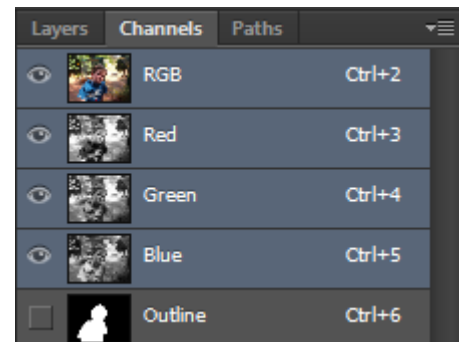 Layers Channels Paths
RGB Ctrl+2
Red Ctrl+3
Green Ctrl+4
Blue Ctrl+5
Outline Ctrl+6